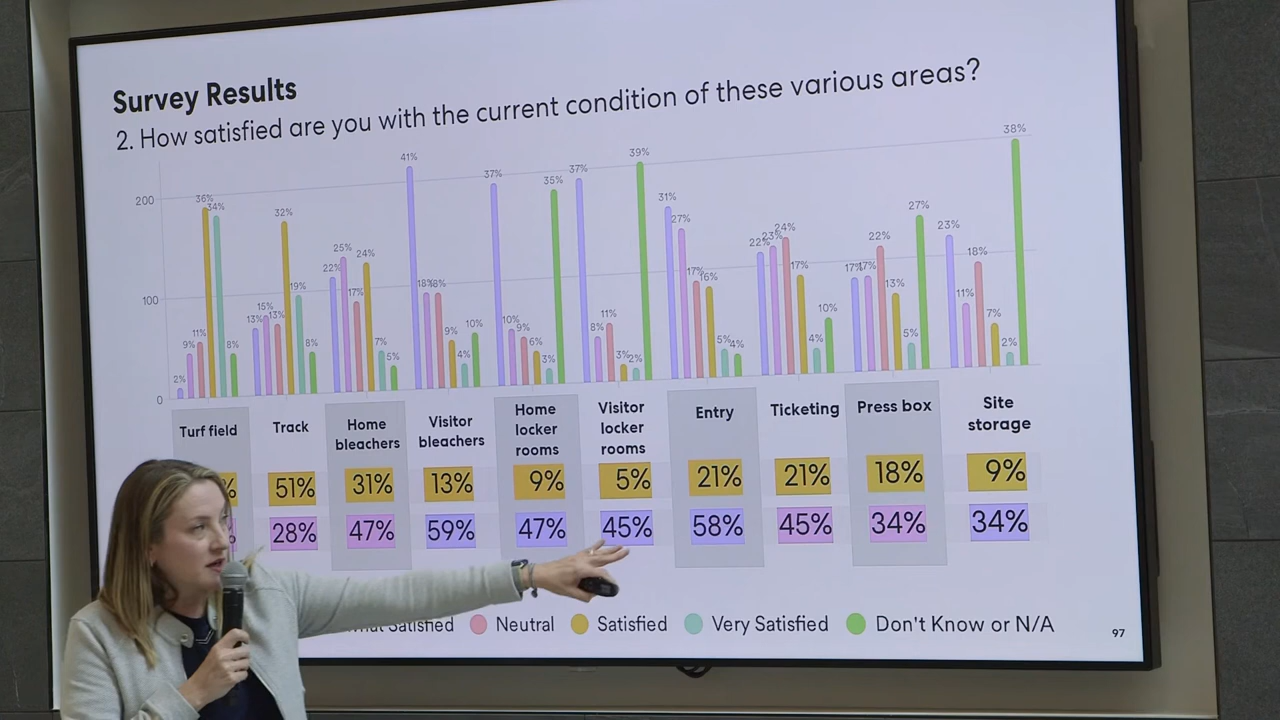 Survey Results
2. How satisfied are you with the current condition of these various areas?
200
100
0
2% 9% 11% 36% 34% 8%
13% 15% 13% 32% 19% 8%
22% 25% 17% 24% 7% 5%
41% 18% 18% 9% 4% 10%
37% 10% 9% 6% 3% 35%
37% 8% 11% 3% 2% 39%
31% 27% 17% 16% 5% 4%
22% 23% 24% 17% 4% 10%
17% 17% 22% 13% 5% 27%
23% 11% 18% 7% 2% 38%
Turf field
Track
Home
bleachers
Visitor
bleachers
Home
locker
rooms
Visitor
locker
rooms
Entry
Ticketing
Press box
Site
storage
% 51% 31% 13% 9% 5% 21% 21% 18% 9%
% 28% 47% 59% 47% 45% 58% 45% 34% 34%
Satisfied Neutral Satisfied Very Satisfied Don't Know or N/A
97